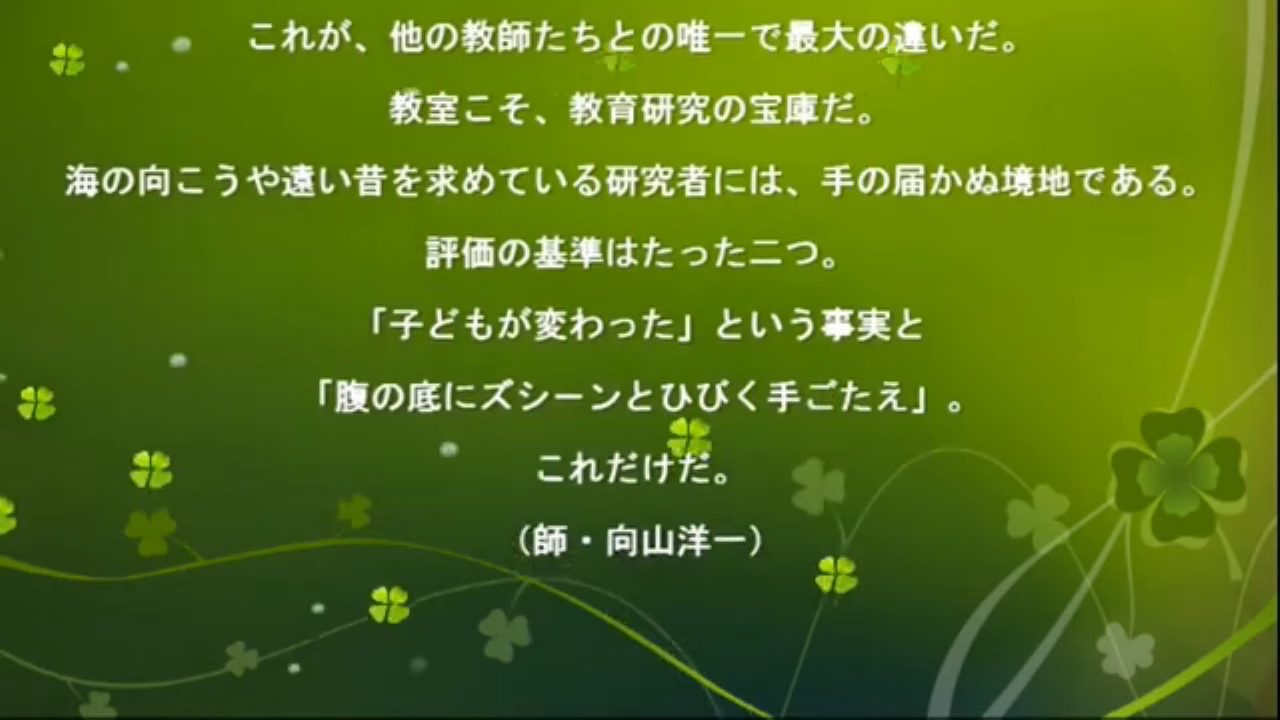 これが、他の教師たちとの唯一で最大の違いだ。
教室こそ、教育研究の宝庫だ。
海の向こうや遠い昔を求めている研究者には、手の届かぬ境地である。
評価の基準はたった二つ。
「子どもが変わった」という事実と
「腹の底にズシーンとひびく手ごたえ」。
これだけだ。
（師・向山洋一）